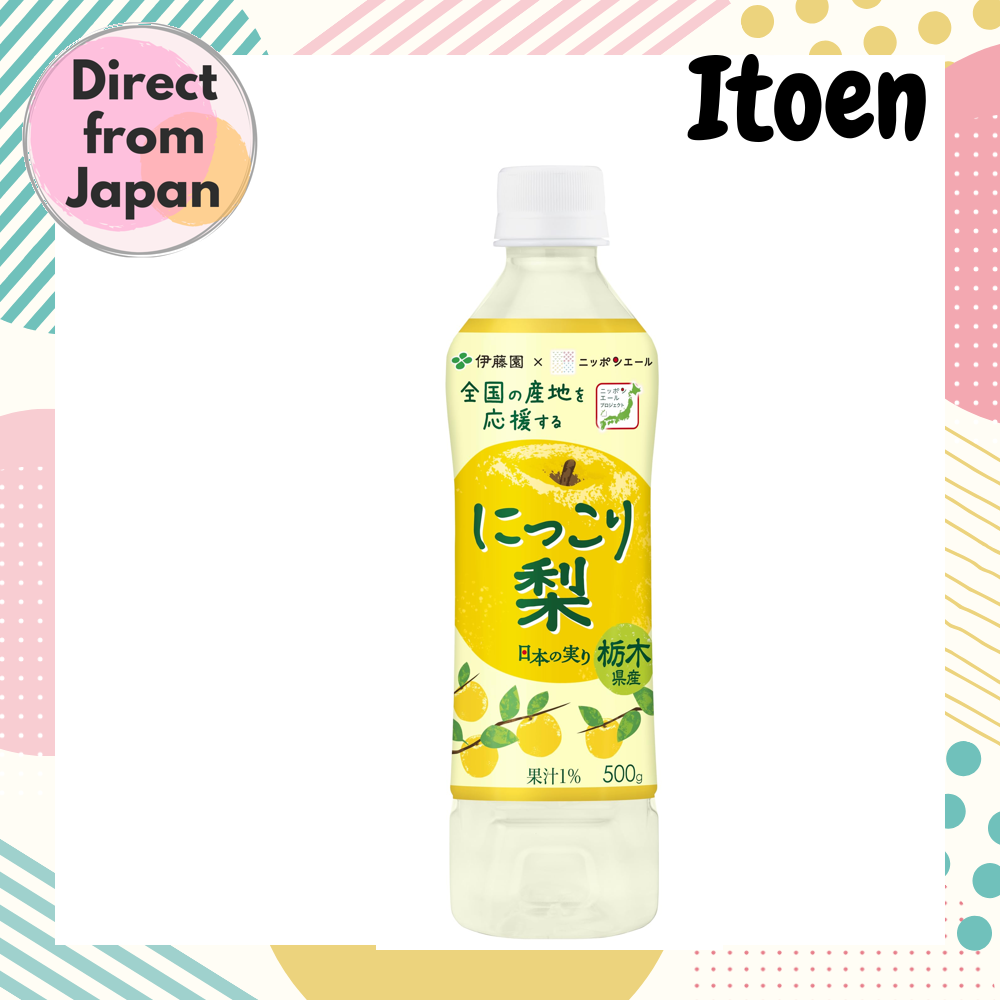 Direct
from
Japan
Itoen
伊藤園 × ニッポンエール
全国の産地を
応援する
ニッポン
エール
プロジェクト
にっこり
梨
日本の実り
栃木
県産
果汁1% 500g